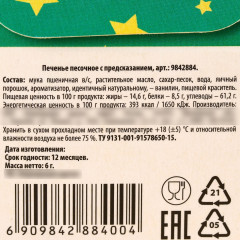 Печенье песочное с предсказанием, арт.: 9842884.
Состав: мука пшеничная в/с, растительное масло, сахар-песок, вода, яичный
порошок, ароматизатор, идентичный натуральному, – ванилин, пищевой краситель.
Пищевая ценность в 100 г продукта: жиры — 14,6 г, белки – 8,5 г, углеводы – 61,2 г.
Энергетическая ценность в 100 г продукта: 393 ккал / 1650 кДж.
Хранить в сухом прохладном месте при температуре +18 (±5) °С и относительной
влажности воздуха не более 75 %. ТУ 9131-001-91578650-15.
Дата изготовления:
Срок годности: 12 месяцев.
Масса нетто: 6 г.
6 909842 884004
EAC
21
05